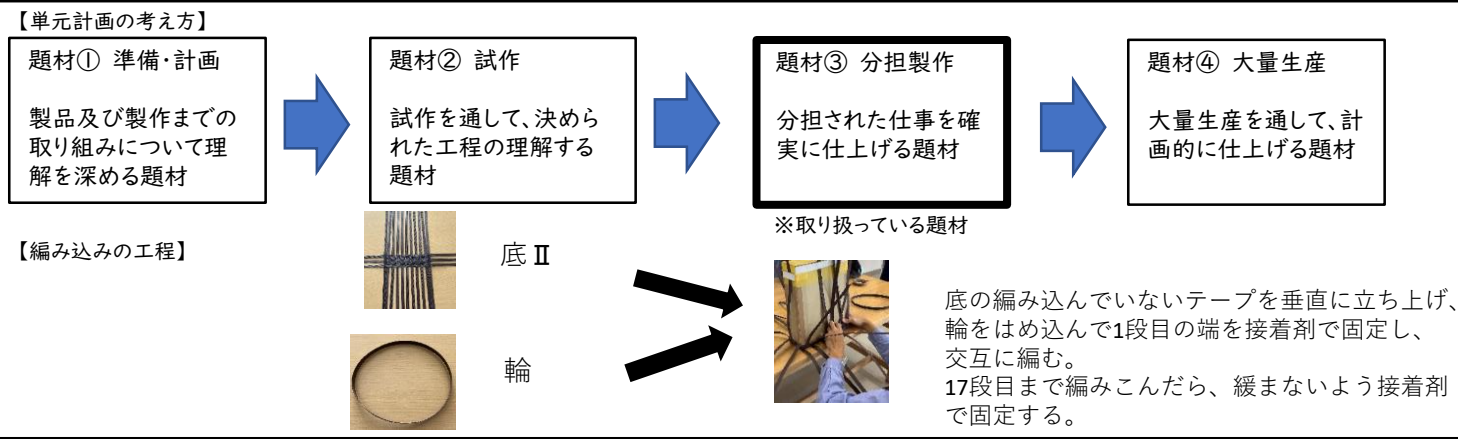 【単元計画の考え方】
題材① 準備・計画
製品及び製作までの
取り組みについて理
解を深める題材
題材② 試作
試作を通して、決めら
れた工程の理解する
題材
題材③ 分担製作
分担された仕事を確
実に仕上げる題材
題材④ 大量生産
大量生産を通して、計
画的に仕上げる題材
※取り扱っている題材
【編み込みの工程】
底Ⅱ
輪
底の編み込んでいないテープを垂直に立ち上げ、
輪をはめ込んで1段目の端を接着剤で固定し、
交互に編む。
17段目まで編みこんだら、緩まないよう接着剤
で固定する。